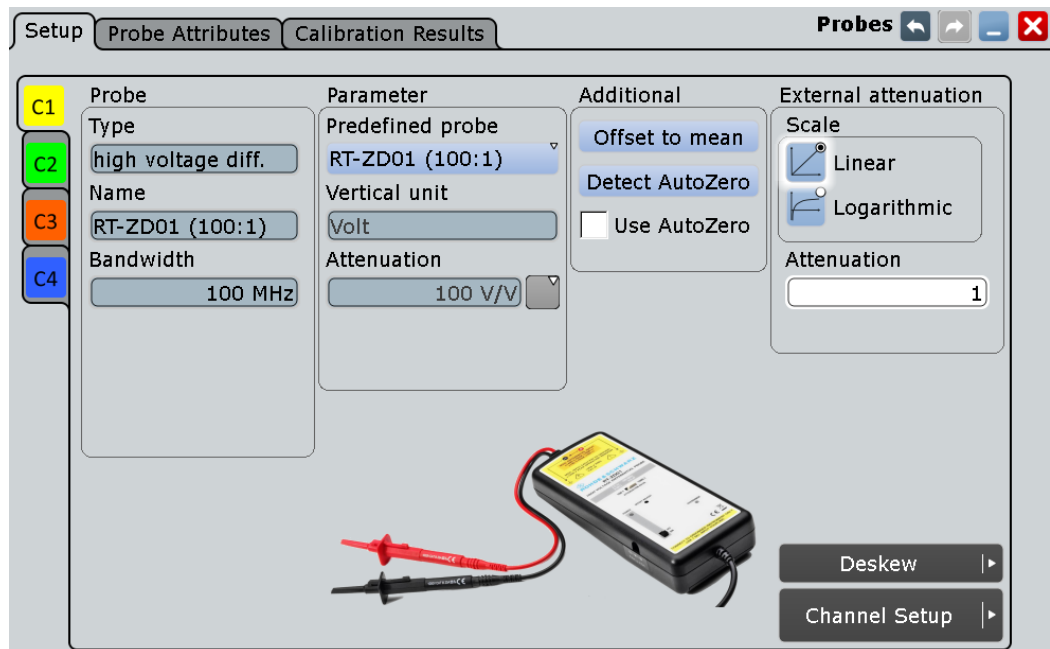 Setup
Probe Attributes
Calibration Results
Probes
C1
C2
C3
C4
Probe
Type
high voltage diff.
Name
RT-ZD01 (100:1)
Bandwidth
100 MHz
Parameter
Predefined probe
RT-ZD01 (100:1)
Vertical unit
Volt
Attenuation
100 V/V
Additional
Offset to mean
Detect AutoZero
Use AutoZero
External attenuation
Scale
Linear
Logarithmic
Attenuation
1
Deskew
Channel Setup